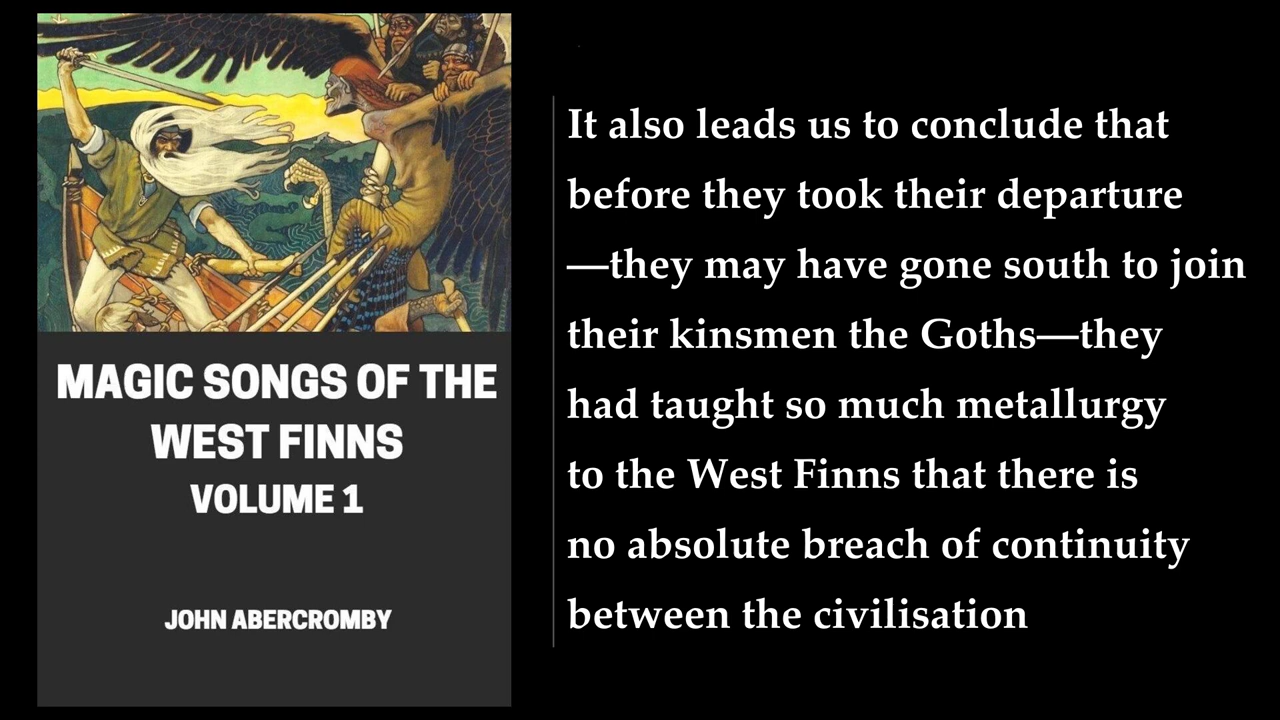 MAGIC SONGS OF THE
WEST FINNS
VOLUME 1
JOHN ABERCROMBY
It also leads us to conclude that
before they took their departure
—they may have gone south to join
their kinsmen the Goths—they
had taught so much metallurgy
to the West Finns that there is
no absolute breach of continuity
between the civilisation